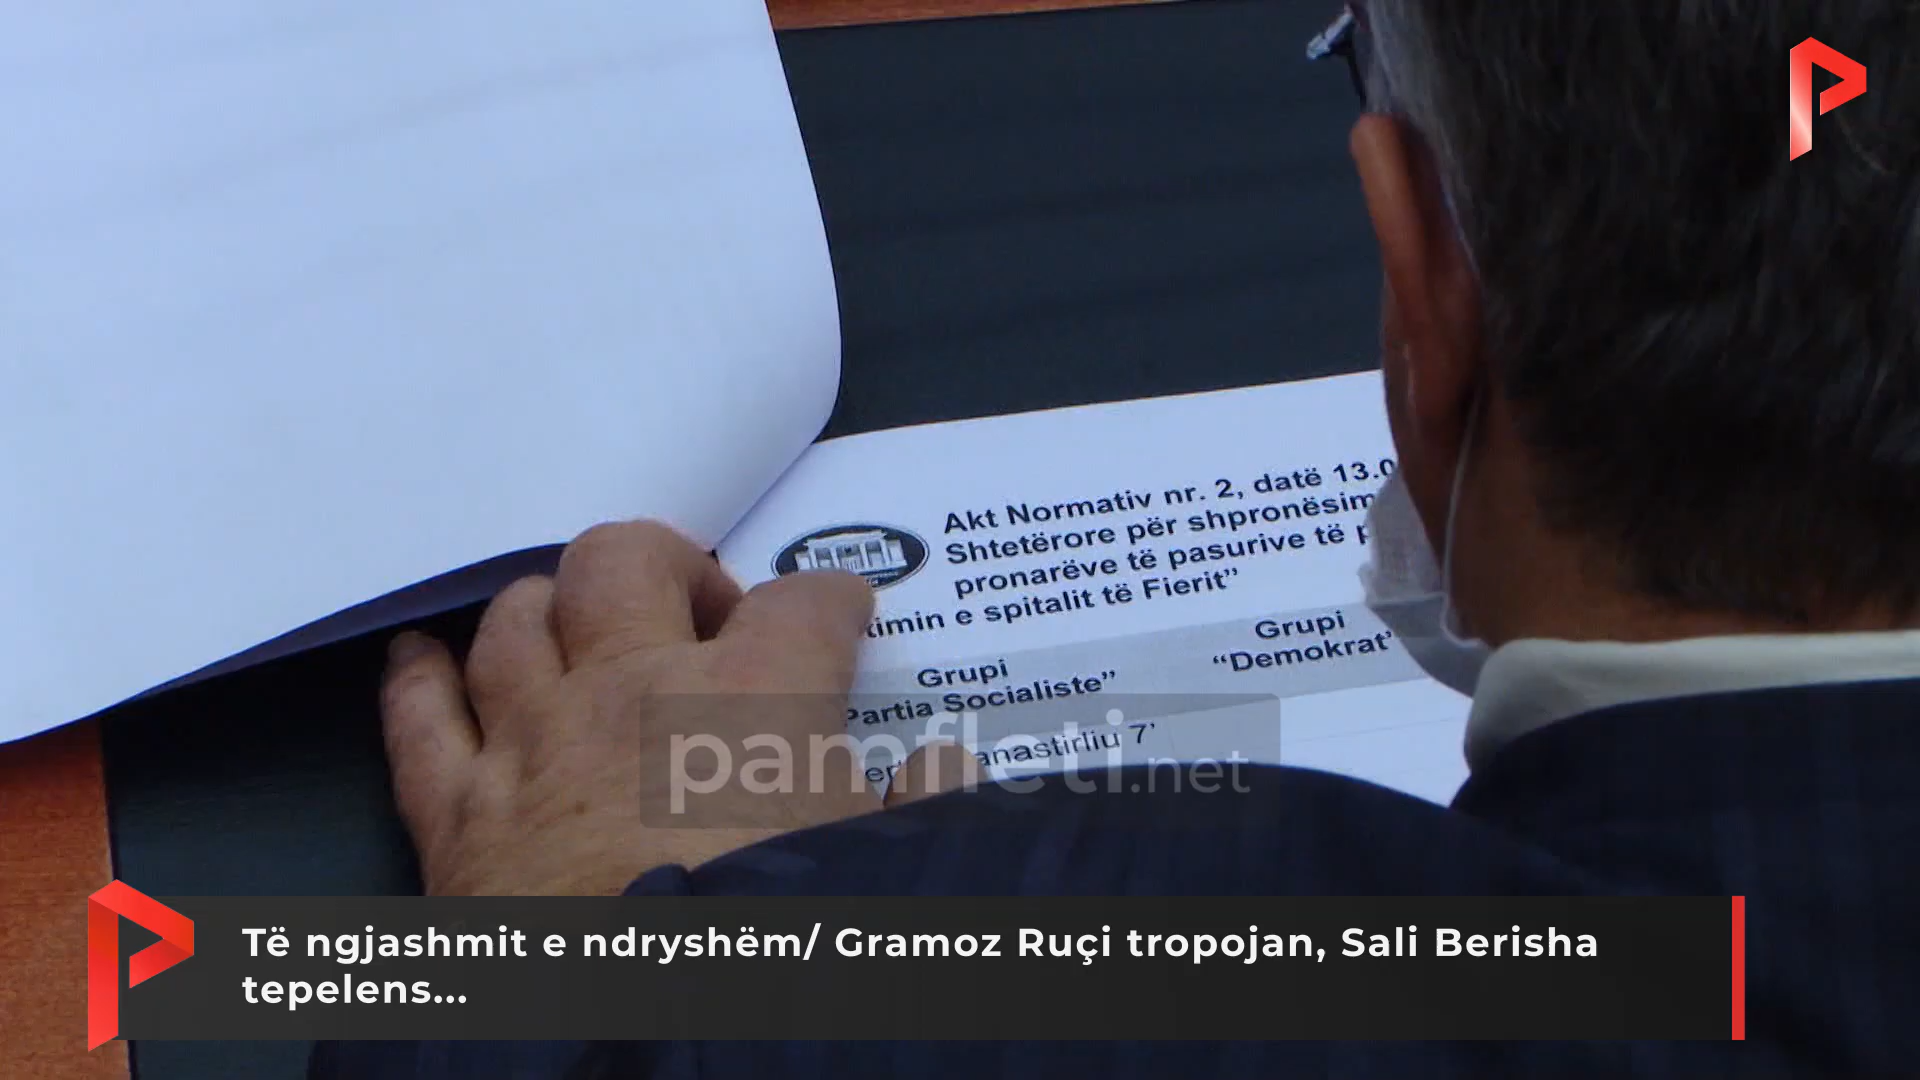 Akt Normativ nr. 2, datë 13.0
Shtetërore për shpronësim
pronarëve të pasurive të p
timin e spitalit të Fierit”
Grupi
“Demokrat”
Grupi
Partia Socialiste”
anastirliu 7’
pamfleti.net
Të ngjashmit e ndryshëm/ Gramoz Ruçi tropojan, Sali Berisha
tepelens...